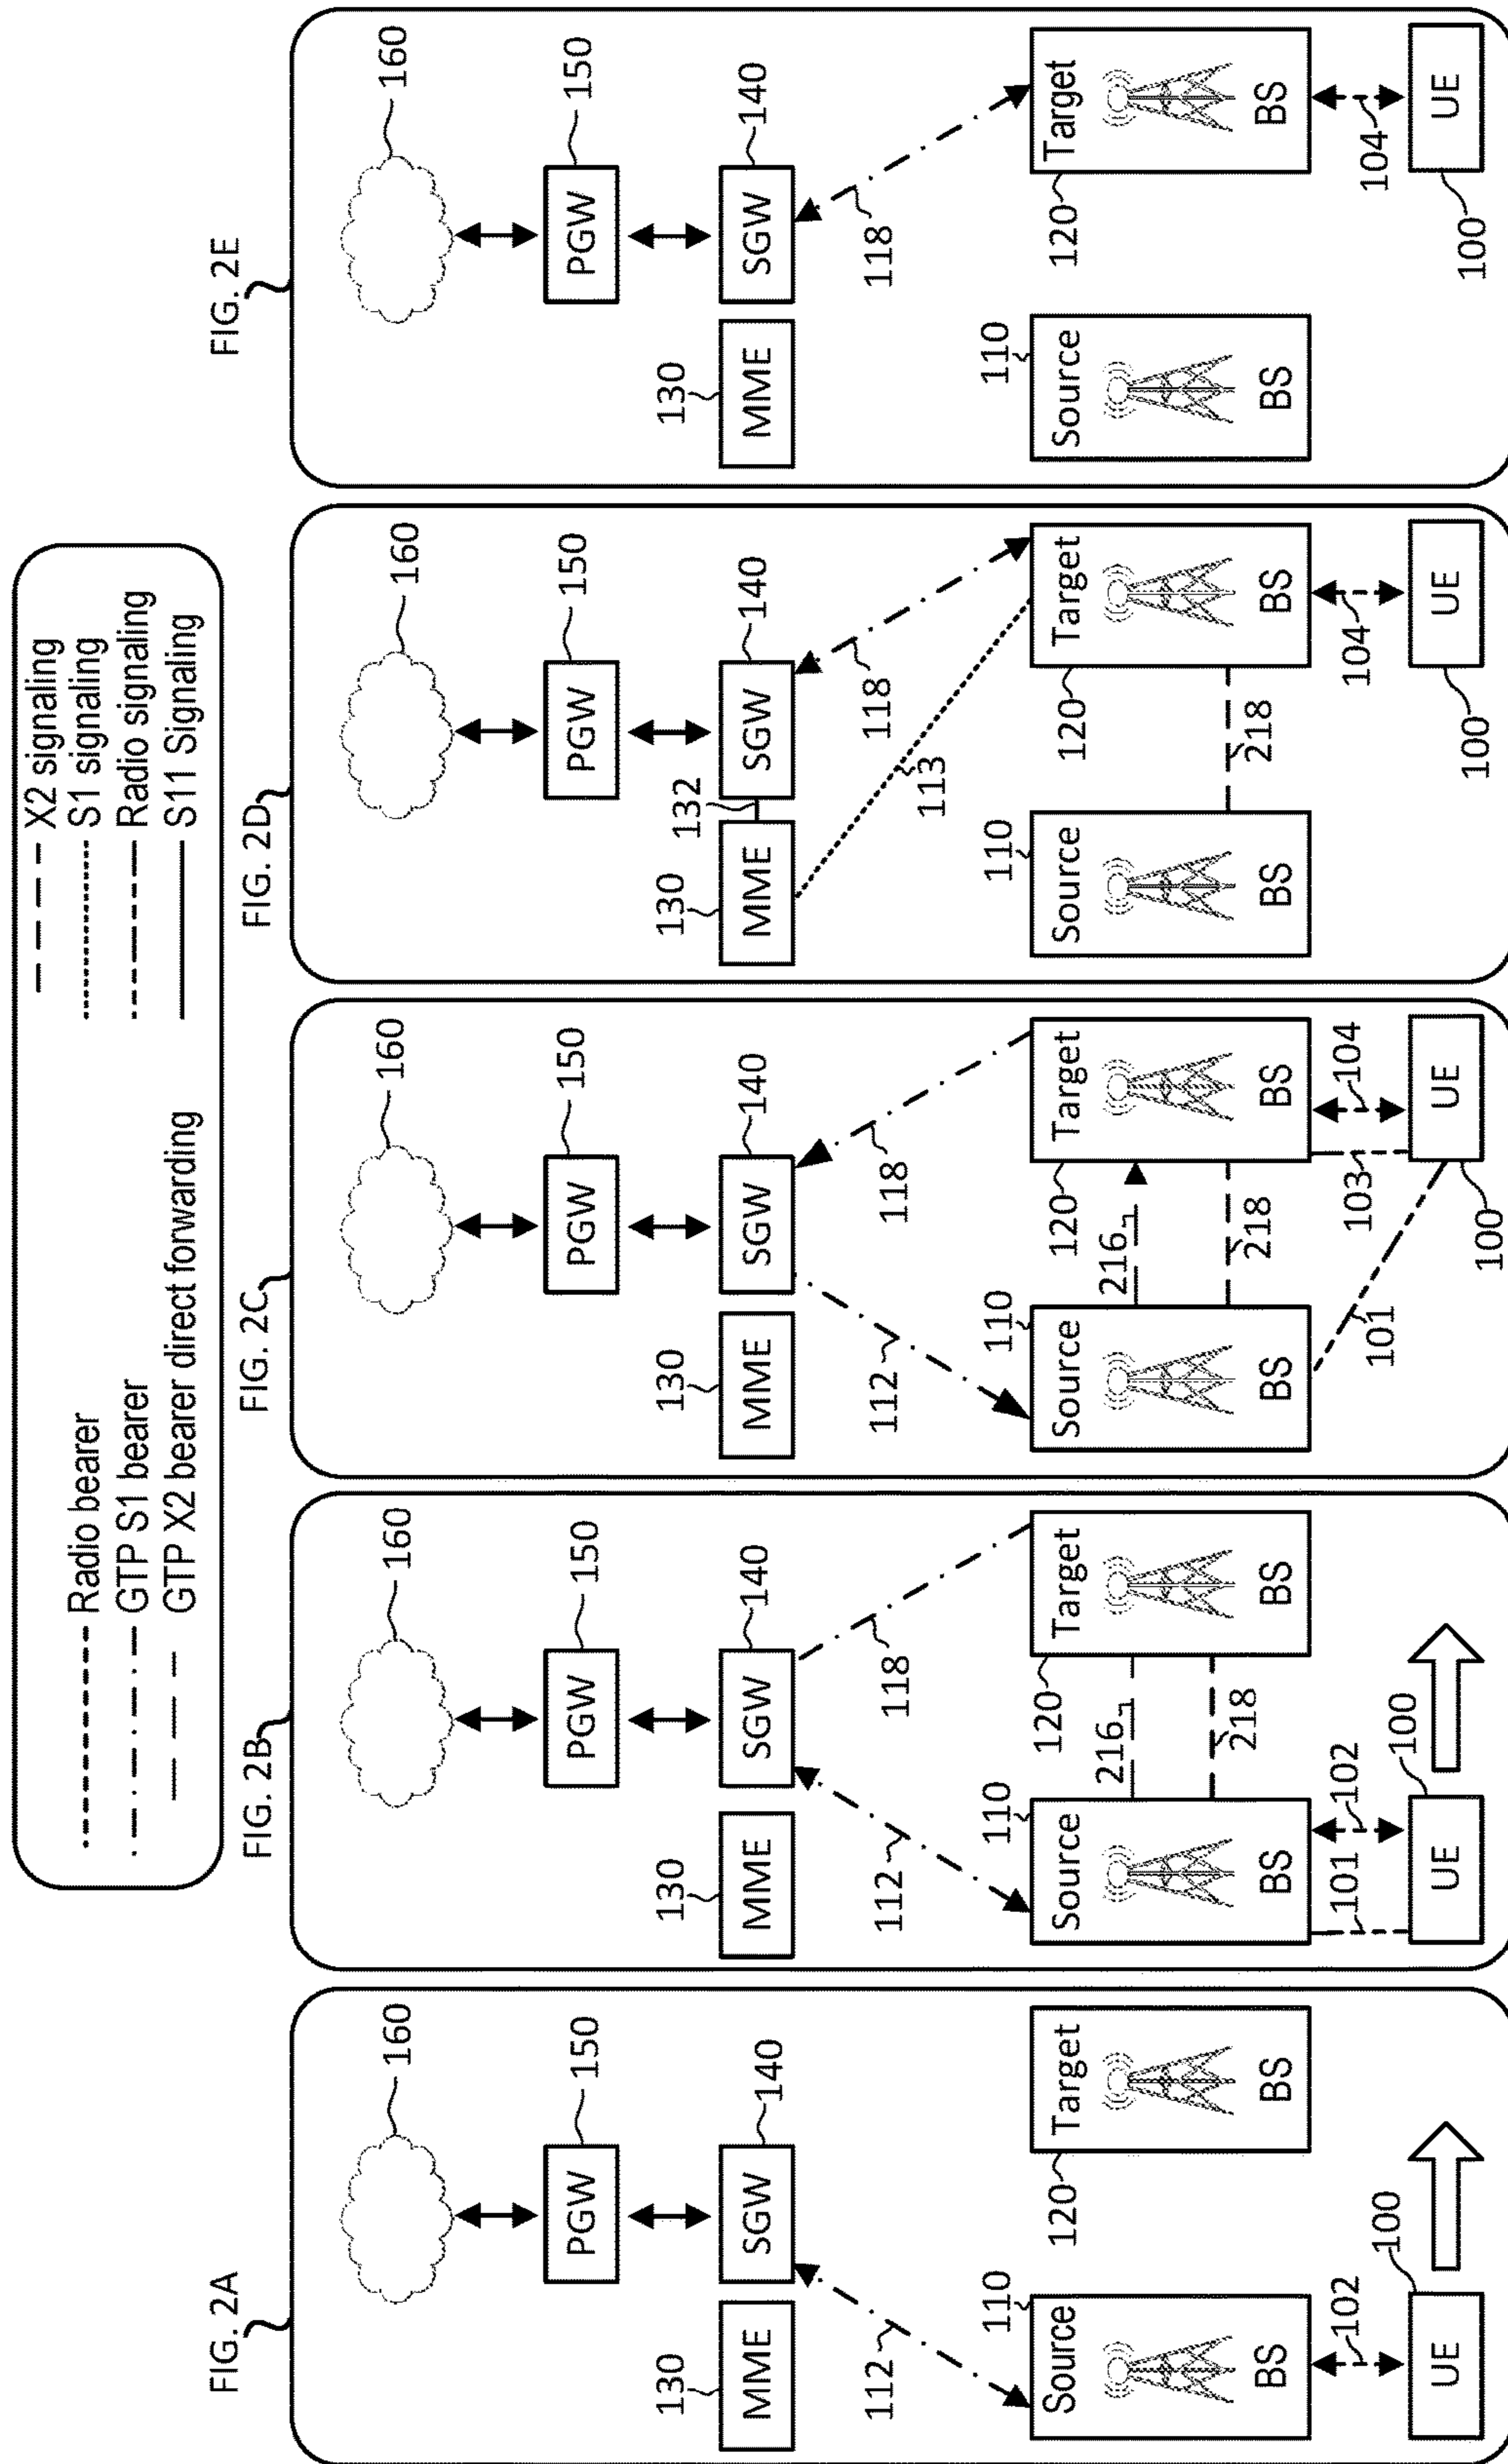 Radio bearer
GTP S1 bearer
GTP X2 bearer direct forwarding
X2 signaling
S1 signaling
Radio signaling
S11 Signaling
FIG. 2A
160
PGW
150
130
MME
SGW
140
112
110
Source
BS
120
Target
BS
102
UE
100
FIG. 2B
160
PGW
150
130
MME
SGW
140
112
118
110
Source
BS
216
218
120
Target
BS
101
102
UE
100
FIG. 2C
160
PGW
150
130
MME
SGW
140
112
118
110
Source
BS
216
218
120
Target
BS
101
103
104
UE
100
FIG. 2D
160
PGW
150
130
MME
132
SGW
140
118
113
110
Source
BS
218
120
Target
BS
104
UE
100
FIG. 2E
160
PGW
150
130
MME
SGW
140
118
110
Source
BS
120
Target
BS
104
UE
100